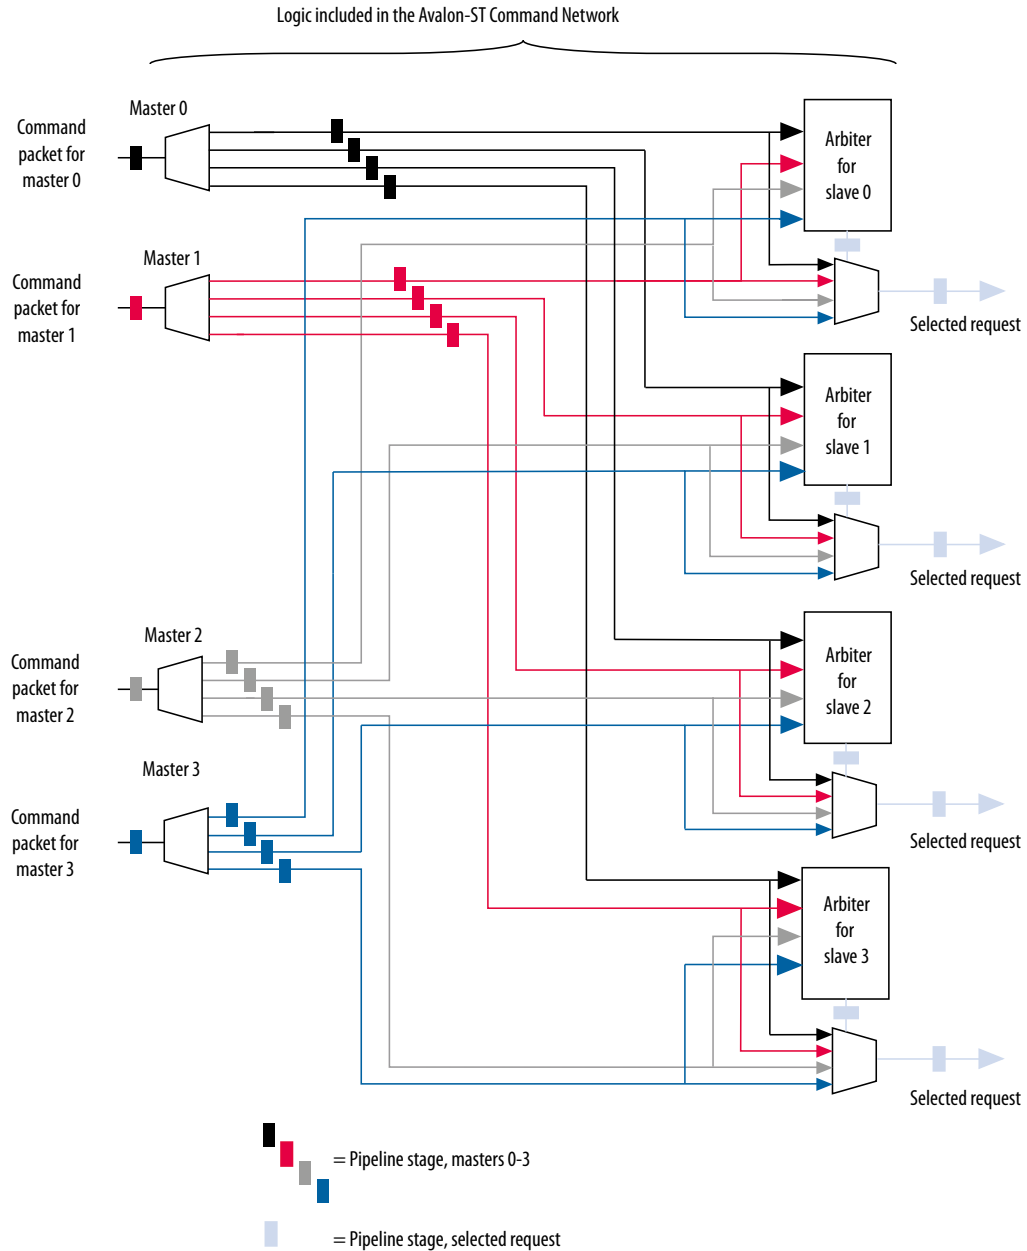 Logic included in the Avalon-ST Command Network
Master 0
Command
packet for
master 0
Arbiter
for
slave 0
Master 1
Command
packet for
master 1
Selected request
Arbiter
for
slave 1
Selected request
Master 2
Command
packet for
master 2
Arbiter
for
slave 2
Master 3
Command
packet for
master 3
Selected request
Arbiter
for
slave 3
Selected request
= Pipeline stage, masters 0-3
= Pipeline stage, selected request